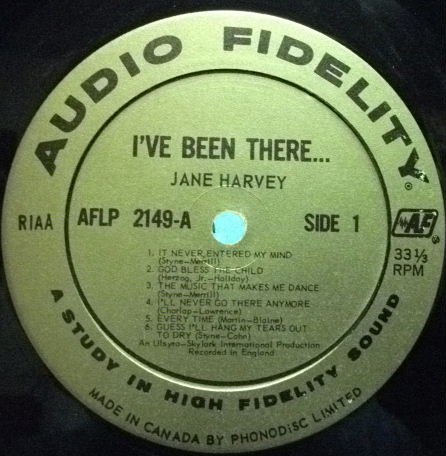 AUDIO FIDELITY®
I'VE BEEN THERE...
JANE HARVEY
RIAA
AFLP 2149-A
SIDE 1
AF
33⅓
RPM
1. IT NEVER ENTERED MY MIND
(Styne-Merrill)
2. GOD BLESS THE CHILD
(Herzog, Jr.-Holiday)
3. THE MUSIC THAT MAKES ME DANCE
(Styne-Merrill)
4. I'LL NEVER GO THERE ANYMORE
(Charlap-Lawrence)
5. EVERY TIME (Martin-Blaine)
6. GUESS I'LL HANG MY TEARS OUT
TO DRY (Styne-Cahn)
An Skylark International Production
Recorded in England
A STUDY IN HIGH FIDELITY SOUND
MADE IN CANADA BY PHONODISC LIMITED